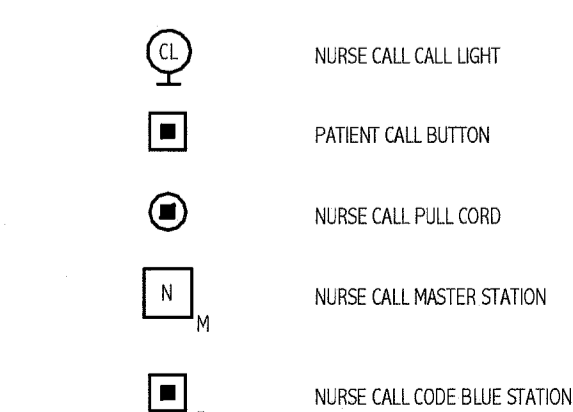 CL NURSE CALL CALL LIGHT
PATIENT CALL BUTTON
NURSE CALL PULL CORD
N M NURSE CALL MASTER STATION
NURSE CALL CODE BLUE STATION